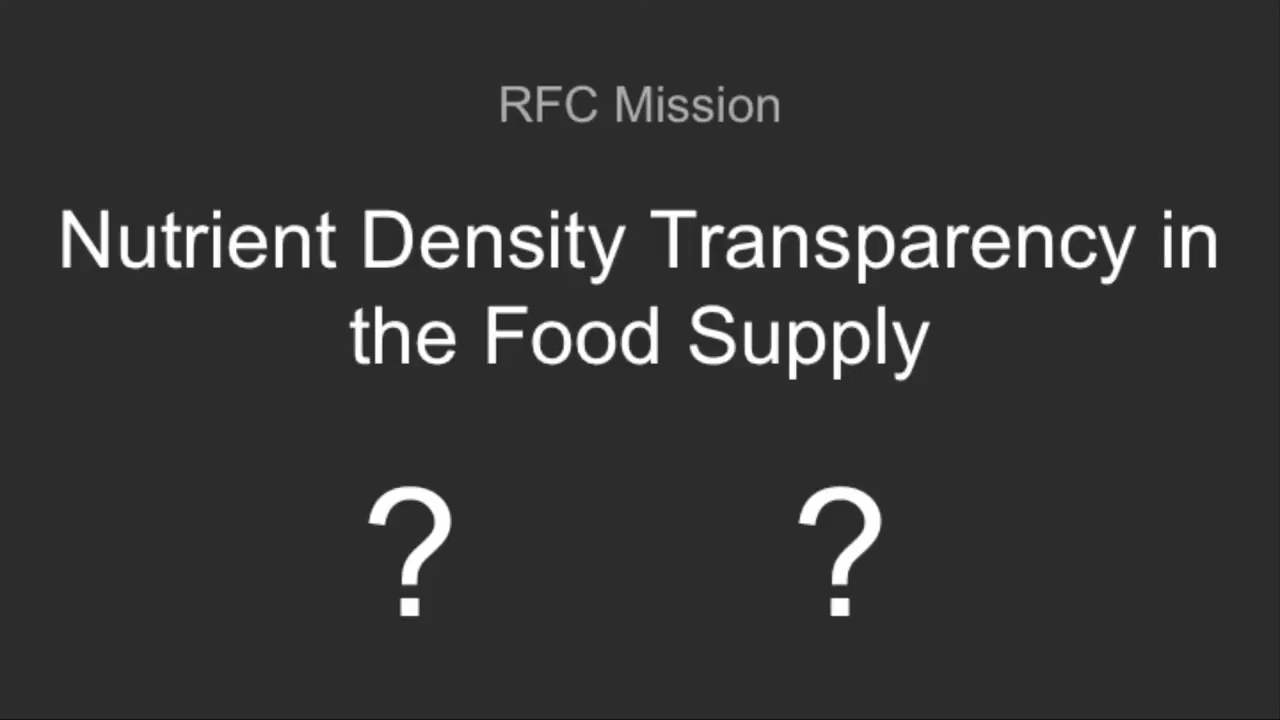 RFC Mission
Nutrient Density Transparency in
the Food Supply
? ?